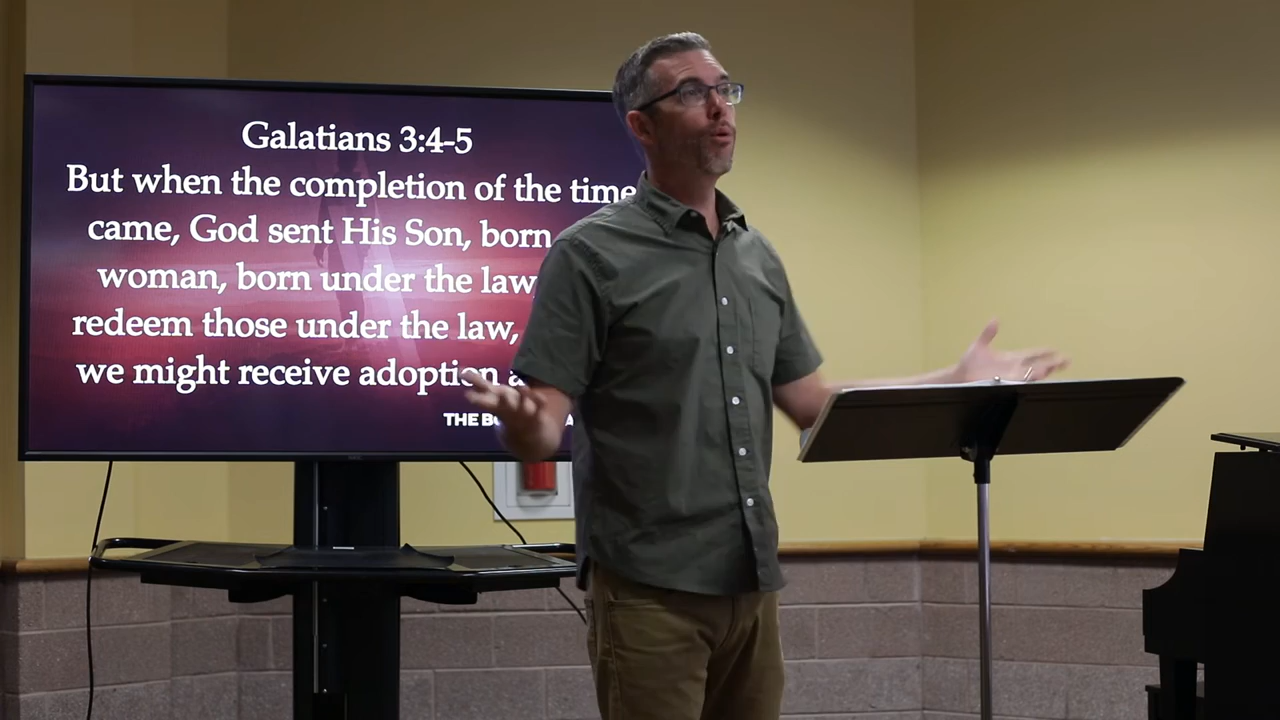 Galatians 3:4-5
But when the completion of the time
came, God sent His Son, born
woman, born under the law
redeem those under the law,
we might receive adoption
THE